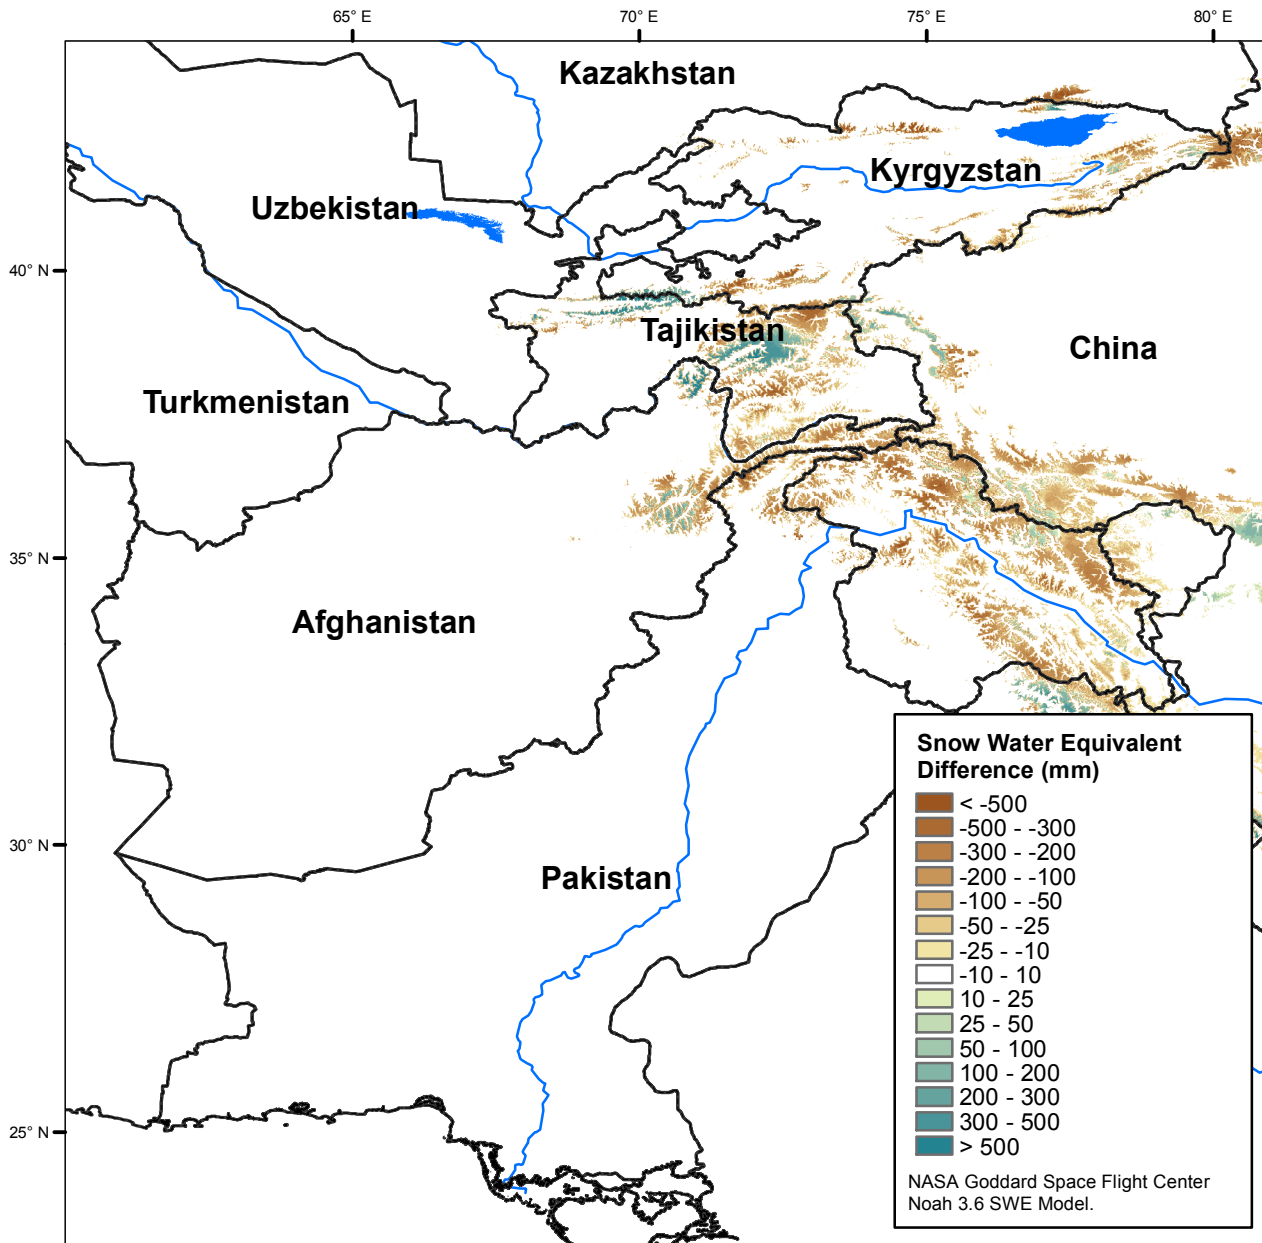 65° E
70° E
75° E
80° E
Kazakhstan
Kyrgyzstan
Uzbekistan
40° N
Tajikistan
China
Turkmenistan
35° N
Afghanistan
Snow Water Equivalent
Difference (mm)
< -500
-500 - -300
-300 - -200
-200 - -100
-100 - -50
-50 - -25
-25 - -10
-10 - 10
10 - 25
25 - 50
50 - 100
100 - 200
200 - 300
300 - 500
> 500
NASA Goddard Space Flight Center
Noah 3.6 SWE Model.
30° N
Pakistan
25° N